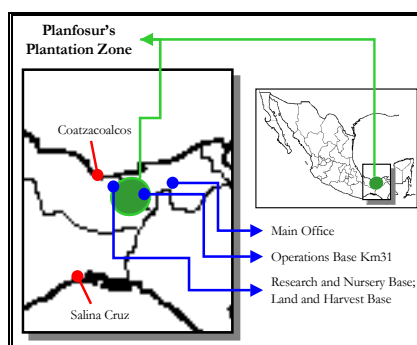 Planfosur's
Plantation Zone
Coatzacoalcos
Main Office
Operations Base Km31
Research and Nursery Base;
Land and Harvest Base
Salina Cruz